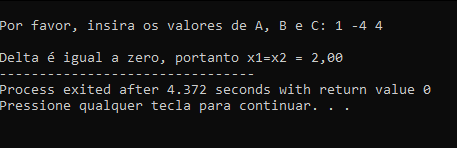 Por favor, insira os valores de A, B e C: 1 -4 4
Delta é igual a zero, portanto x1=x2 = 2,00
--------------------------------
Process exited after 4.372 seconds with return value 0
Pressione qualquer tecla para continuar. . .